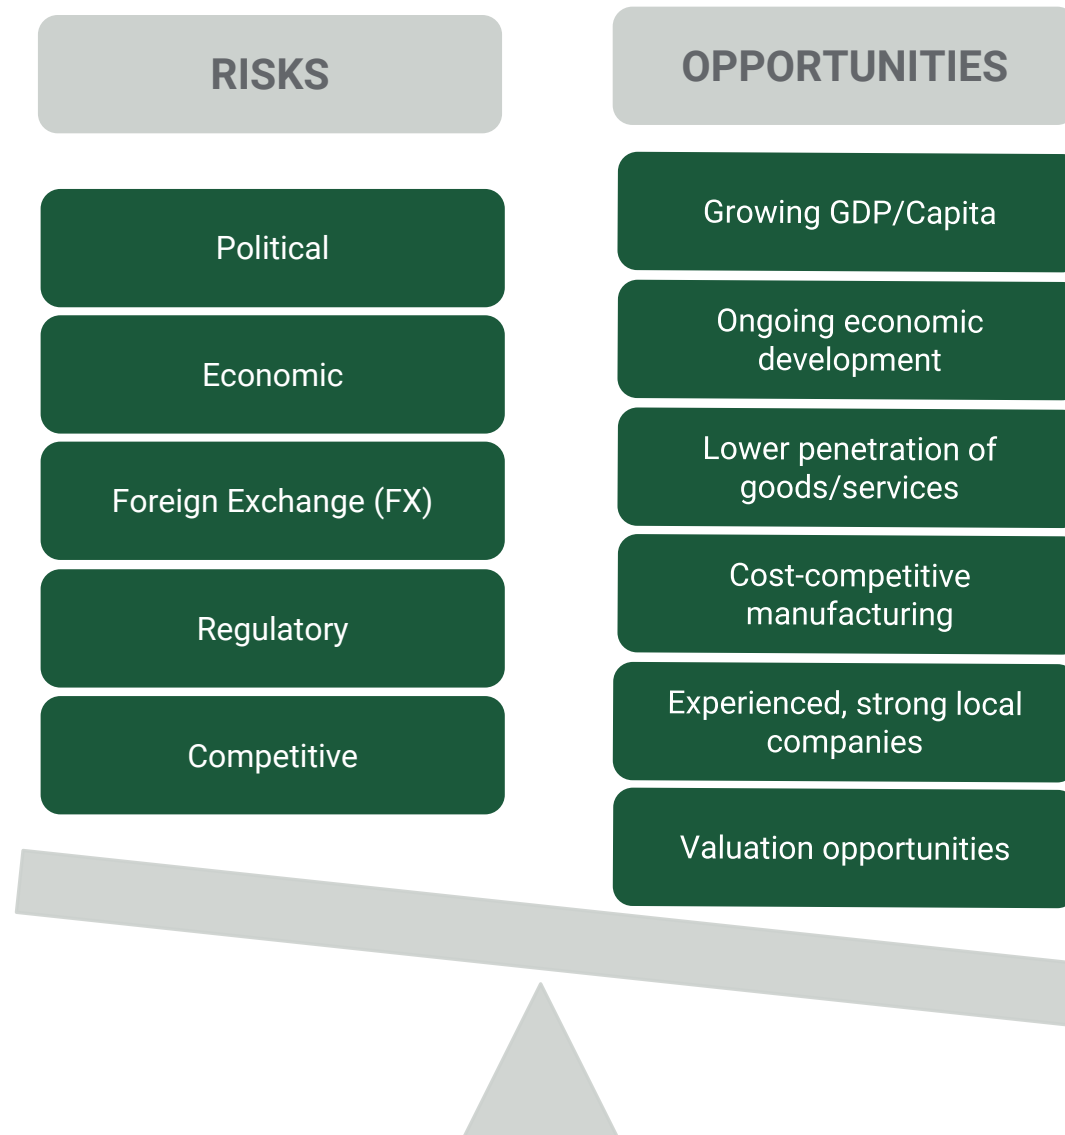 RISKS
Political
Economic
Foreign Exchange (FX)
Regulatory
Competitive
OPPORTUNITIES
Growing GDP/Capita
Ongoing economic
development
Lower penetration of
goods/services
Cost-competitive
manufacturing
Experienced, strong local
companies
Valuation opportunities